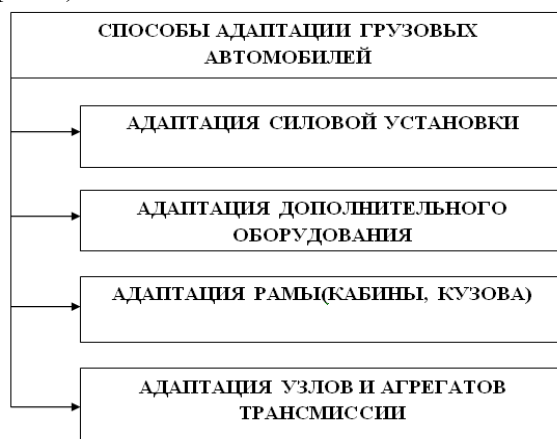 СПОСОБЫ АДАПТАЦИИ ГРУЗОВЫХ
АВТОМОБИЛЕЙ
АДАПТАЦИЯ СИЛОВОЙ УСТАНОВКИ
АДАПТАЦИЯ ДОПОЛНИТЕЛЬНОГО
ОБОРУДОВАНИЯ
АДАПТАЦИЯ РАМЫ(КАБИНЫ, КУЗОВА)
АДАПТАЦИЯ УЗЛОВ И АГРЕГАТОВ
ТРАНСМИССИИ